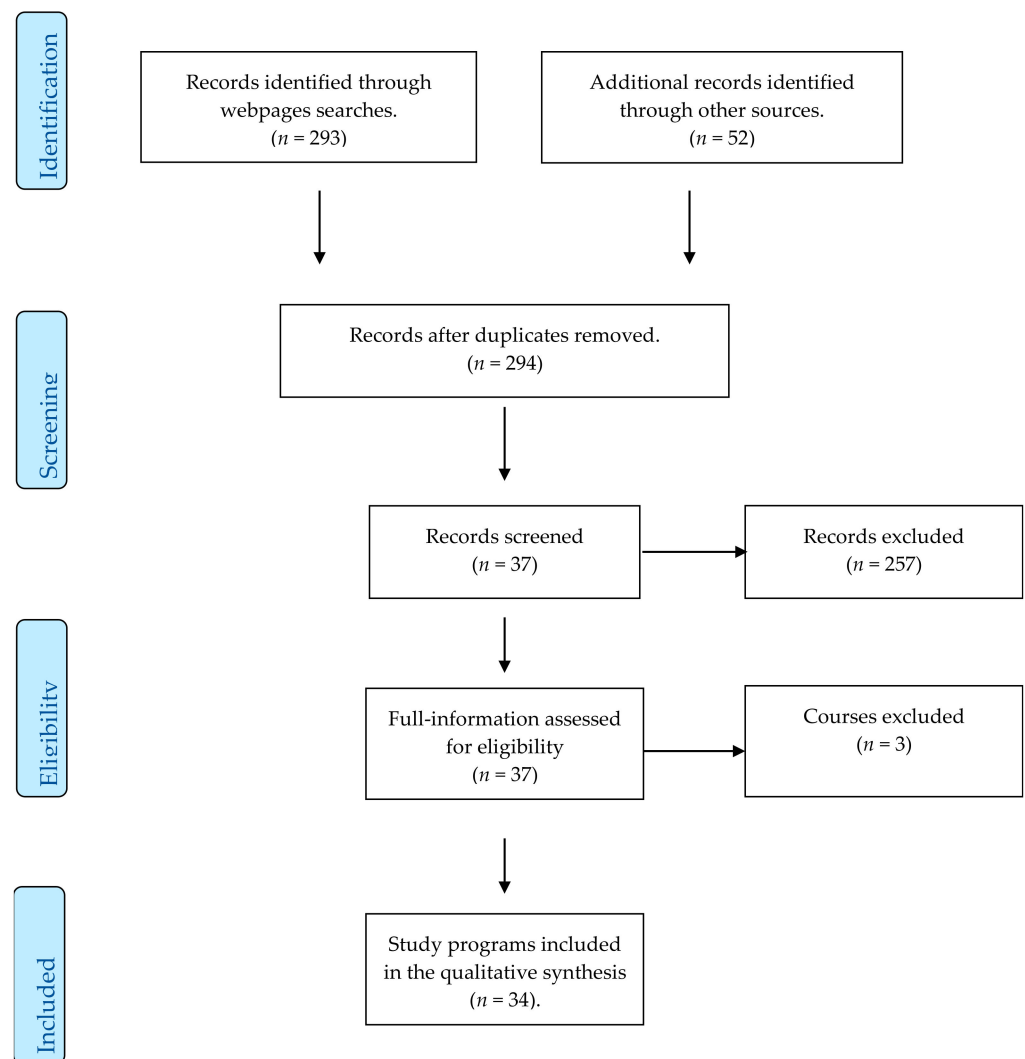 Identification
Records identified through
webpages searches.
(n = 293)
Additional records identified
through other sources.
(n = 52)
Screening
Records after duplicates removed.
(n = 294)
Records screened
(n = 37)
Records excluded
(n = 257)
Eligibility
Full-information assessed
for eligibility
(n = 37)
Courses excluded
(n = 3)
Included
Study programs included
in the qualitative synthesis
(n = 34).